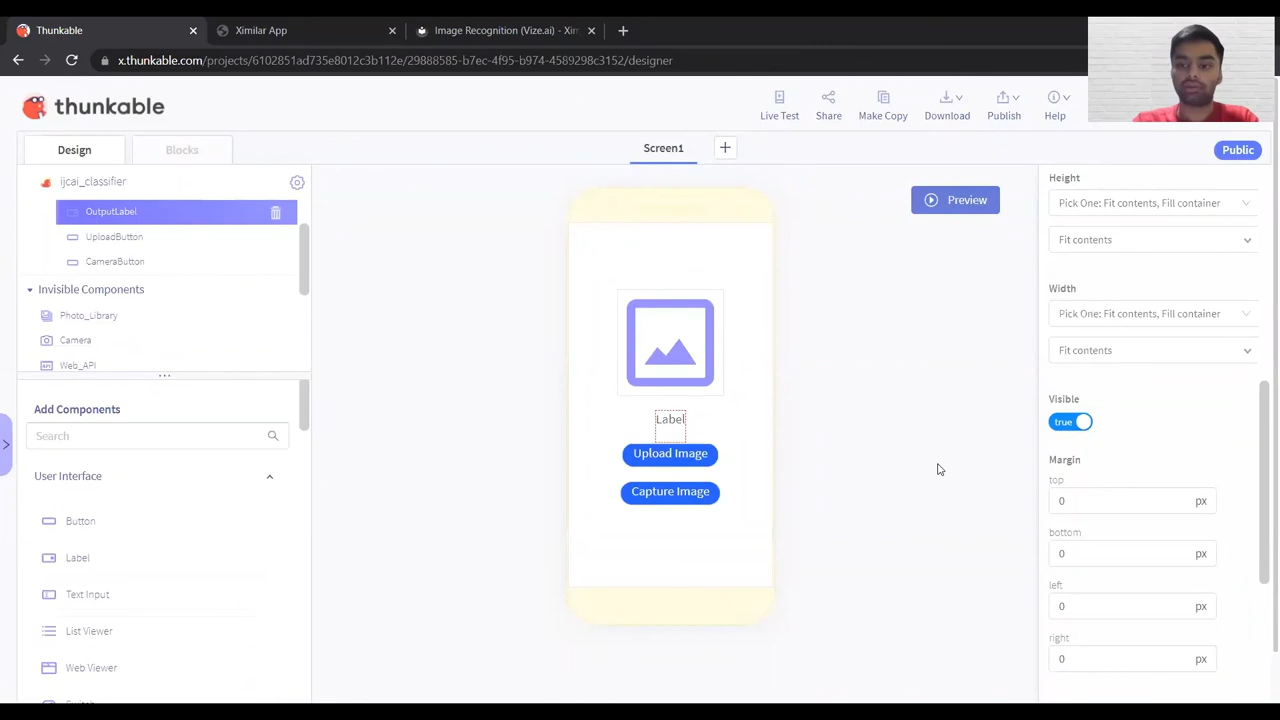 Thunkable
Ximilar App
Image Recognition (Vize.ai) - Xim
x.thunkable.com/projects/6102851ad735e8012c3b112e/29888585-b7ec-4f95-b974-4589298c3152/designer
thunkable
Live Test
Share
Make Copy
Download
Publish
Help
Design
Blocks
Screen1
Public
ijcai_classifier
OutputLabel
UploadButton
CameraButton
Invisible Components
Photo_Library
Camera
API
Web_API
Add Components
Search
User Interface
Button
Label
Text Input
List Viewer
Web Viewer
Preview
Label
Upload Image
Capture Image
Height
Pick One: Fit contents, Fill container
Fit contents
Width
Pick One: Fit contents, Fill container
Fit contents
Visible
true
Margin
top
0 px
bottom
0 px
left
0 px
right
0 px